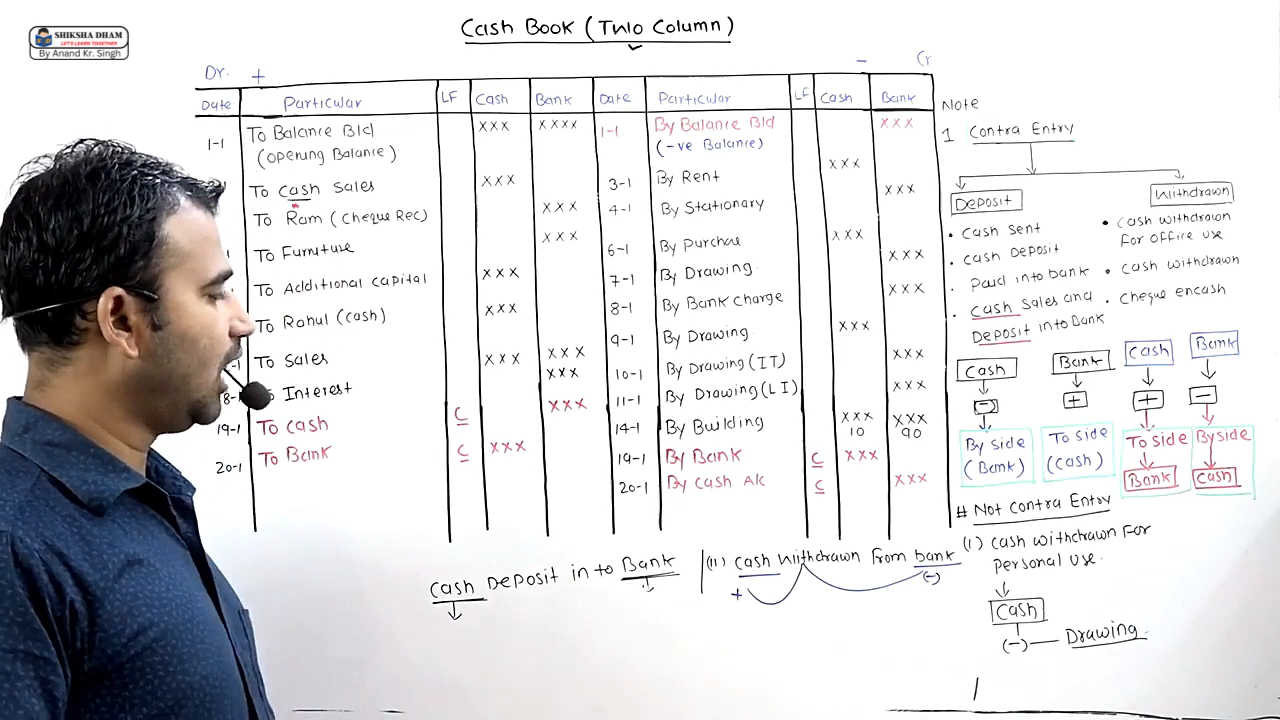 SHIKSHA DHAM
LET'S LEARN TOGETHER
By Anand Kr. Singh
Cash Book (Two Column)
Dr. +
- Cr
Date Particular LF Cash Bank Date Particular LF Cash Bank
1-1 To Balance Bld xxx xxxx 1-1 By Balance Bld xxx
(opening Balance) (-ve Balance)
To cash sales xxx 3-1 By Rent xxx
To Ram (cheque Rec) xxx 4-1 By Stationary xxx
To Furniture xxx 6-1 By Purchase xxx
To Additional capital xxx 7-1 By Drawing xxx
To Rahul (cash) xxx 8-1 By Bank charge xxx
To Sales xxx xxx 9-1 By Drawing xxx
Interest xxx 10-1 By Drawing (IT) xxx
19-1 To cash C xxx 11-1 By Drawing (LI) xxx
20-1 To Bank C xxx 14-1 By Building xxx 10 xxx 90
19-1 By Bank C xxx
20-1 By cash A/c C xxx
Cash Deposit in to Bank
(ii) cash withdrawn from bank
+ (-)
Note
1 Contra Entry
Deposit
• cash sent
• cash Deposit
• Paid into bank
• cash sales and
Deposit into Bank
Withdrawn
• cash withdrawn
For office use
• cash withdrawn
• cheque encash
Cash Bank Cash Bank
- + + -
By side To side To side By side
(Bank) (cash) Bank Cash
# Not Contra Entry
(1) cash withdrawn For
Personal use.
Cash
(-) Drawing